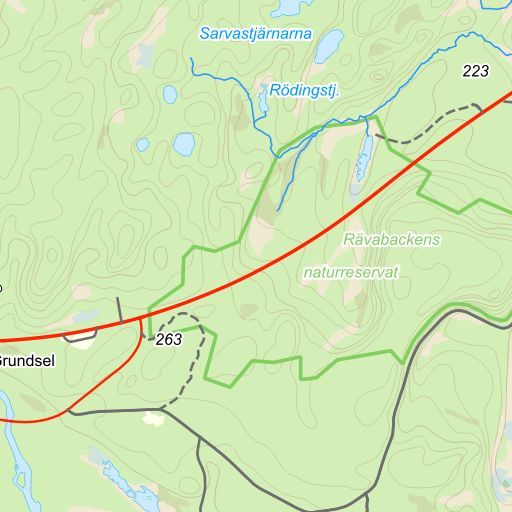 Sarvastjärnarna
223
Rödingstj.
Rävabackens
naturreservat
263
Grundsel